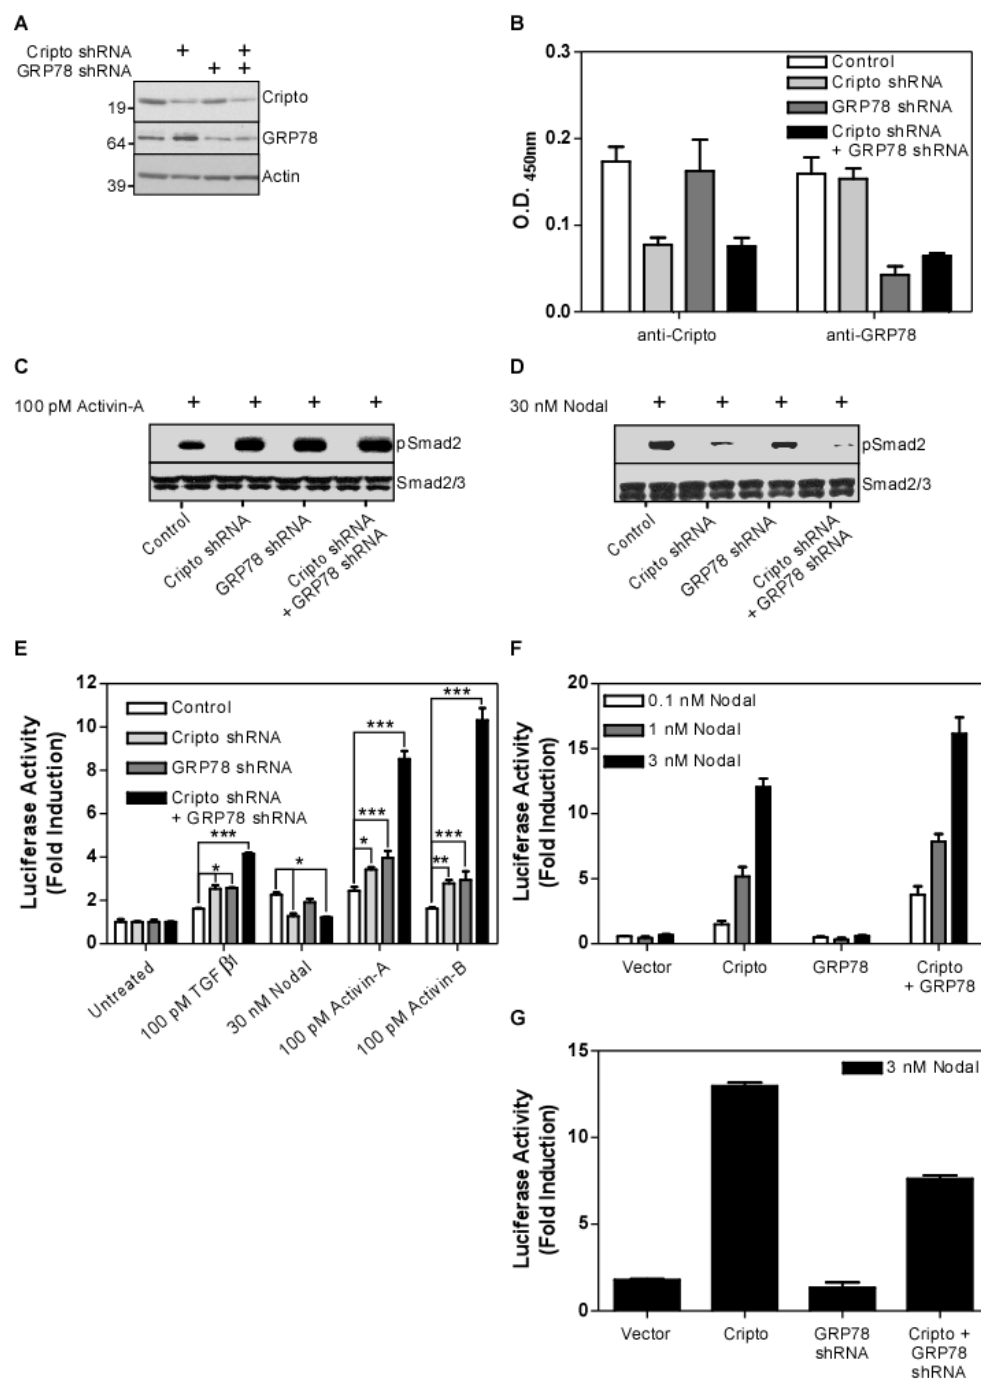 A
Cripto shRNA + +
GRP78 shRNA + +
19
Cripto
64
GRP78
39
Actin
B
O.D. 450nm
0.3
0.2
0.1
0.0
Control
Cripto shRNA
GRP78 shRNA
Cripto shRNA
+ GRP78 shRNA
anti-Cripto
anti-GRP78
C
100 pM Activin-A + + + +
pSmad2
Smad2/3
Control
Cripto shRNA
GRP78 shRNA
Cripto shRNA
+ GRP78 shRNA
D
30 nM Nodal + + + +
pSmad2
Smad2/3
Control
Cripto shRNA
GRP78 shRNA
Cripto shRNA
+ GRP78 shRNA
E
Luciferase Activity
(Fold Induction)
12
10
8
6
4
2
0
Control
Cripto shRNA
GRP78 shRNA
Cripto shRNA
+ GRP78 shRNA
***
*
*
***
***
*
***
***
**
Untreated
100 pM TGF β1
30 nM Nodal
100 pM Activin-A
100 pM Activin-B
F
Luciferase Activity
(Fold Induction)
20
15
10
5
0
0.1 nM Nodal
1 nM Nodal
3 nM Nodal
Vector
Cripto
GRP78
Cripto
+ GRP78
G
Luciferase Activity
(Fold Induction)
15
10
5
0
3 nM Nodal
Vector
Cripto
GRP78
shRNA
Cripto +
GRP78
shRNA